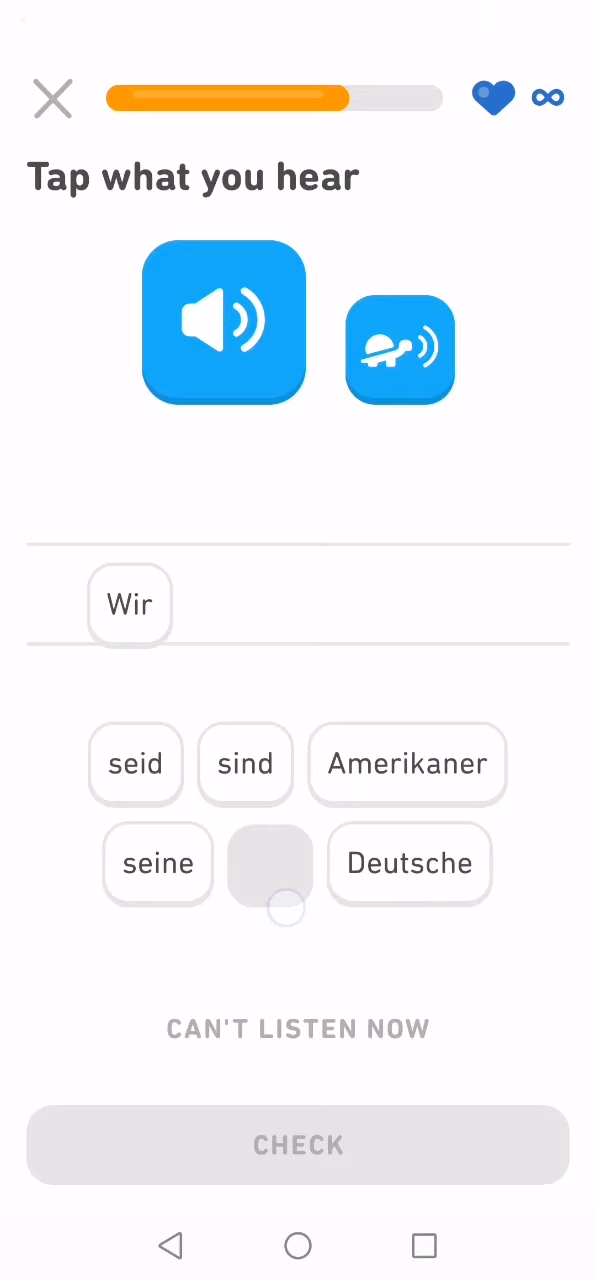 Tap what you hear
Wir
seid sind Amerikaner
seine Deutsche
CAN'T LISTEN NOW
CHECK